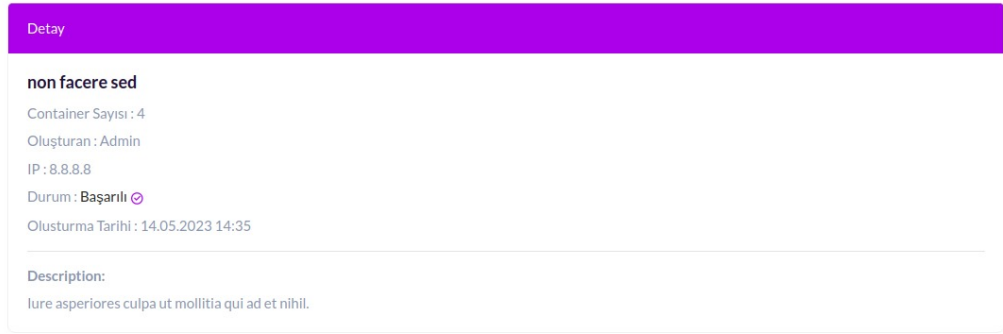 Detay
non facere sed
Container Sayısı : 4
Oluşturan : Admin
IP : 8.8.8.8
Durum : Başarılı
Olusturma Tarihi : 14.05.2023 14:35
Description:
Iure asperiores culpa ut mollitia qui ad et nihil.